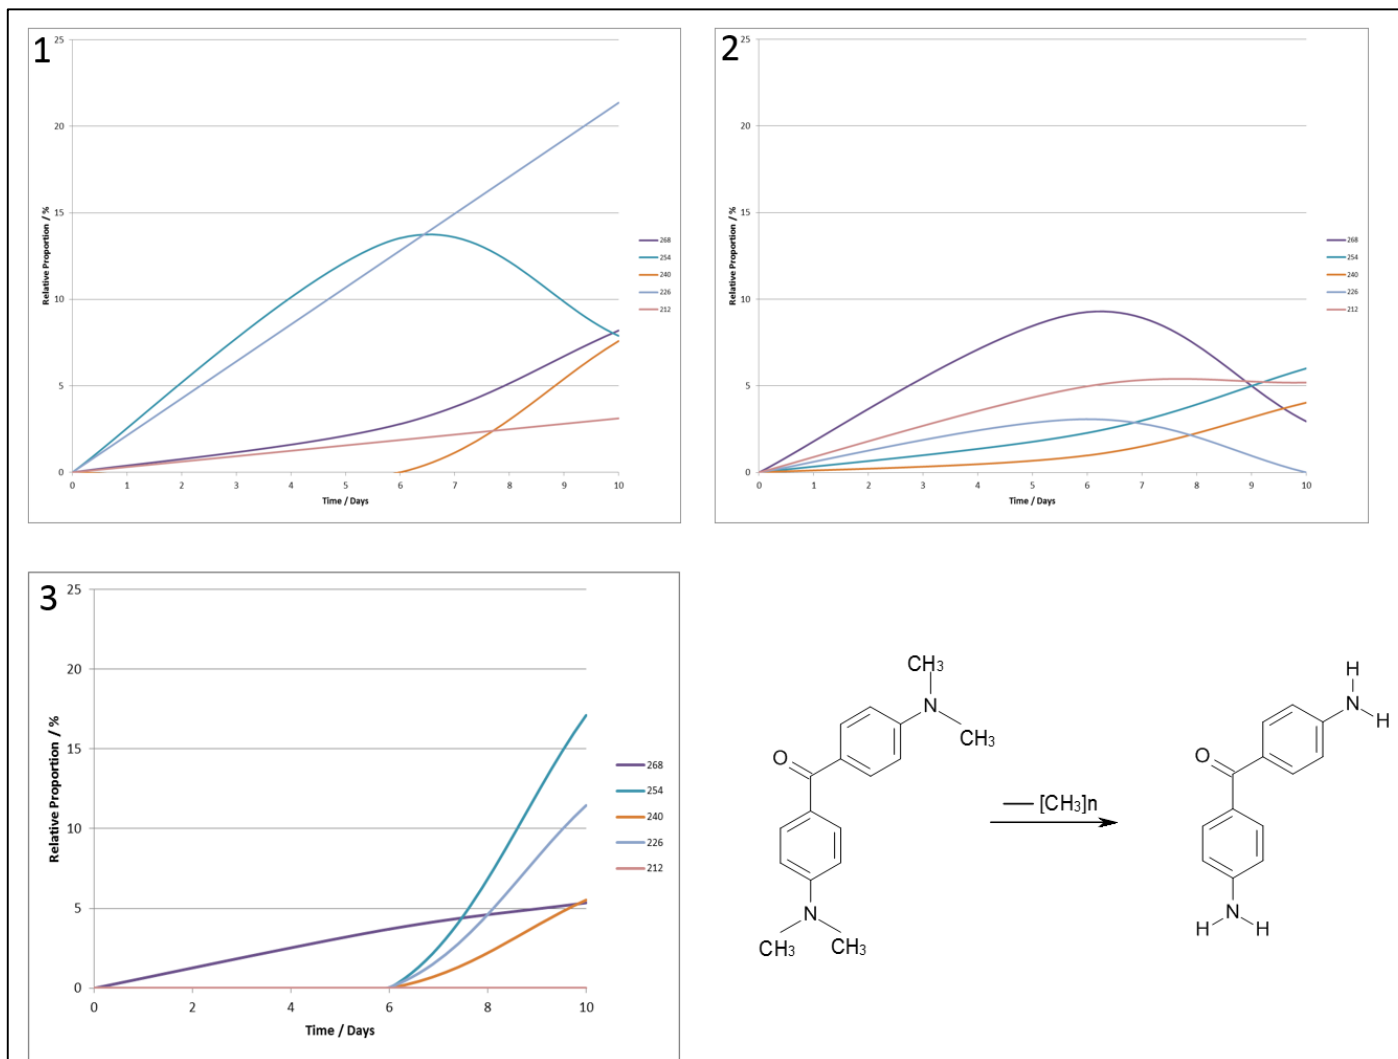 1
25
20
15
10
5
0
Relative Proportion / %
0 1 2 3 4 5 6 7 8 9 10
Time / Days
268
254
240
226
212
2
25
20
15
10
5
0
Relative Proportion / %
0 1 2 3 4 5 6 7 8 9 10
Time / Days
268
254
240
226
212
3
25
20
15
10
5
0
Relative Proportion / %
0 2 4 6 8 10
Time / Days
268
254
240
226
212
CH3
N
CH3
O
N
CH3
CH3
[CH3]n
H
N
H
O
N
H
H